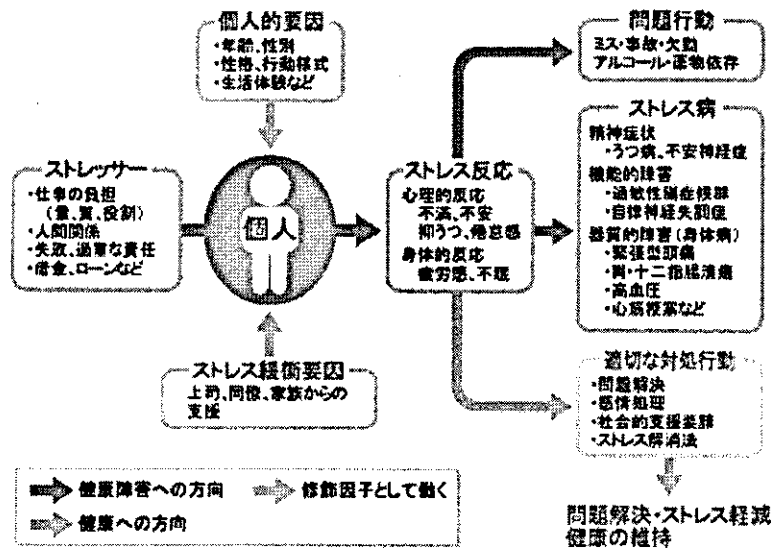 個人的要因
・年齢、性別
・性格、行動様式
・生活体験など
ストレッサー
・仕事の負担
(量、質、役割)
・人間関係
・失敗、過重な責任
・借金、ローンなど
個人
ストレス緩衝要因
上司、同僚、家族からの
支援
ストレス反応
心理的反応
不満、不安
抑うつ、倦怠感
身体的反応
疲労感、不眠
問題行動
ミス・事故・欠勤
アルコール・薬物依存
ストレス病
精神症状
・うつ病、不安神経症
機能的障害
・過敏性腸症候群
・自律神経失調症
器質的障害(身体病)
・緊張型頭痛
・胃・十二指腸潰瘍
・高血圧
・心筋梗塞など
適切な対処行動
・問題解決
・感情処理
・社会的支援要請
・ストレス解消法
問題解決・ストレス軽減
健康の維持
健康障害への方向
修飾因子として働く
健康への方向